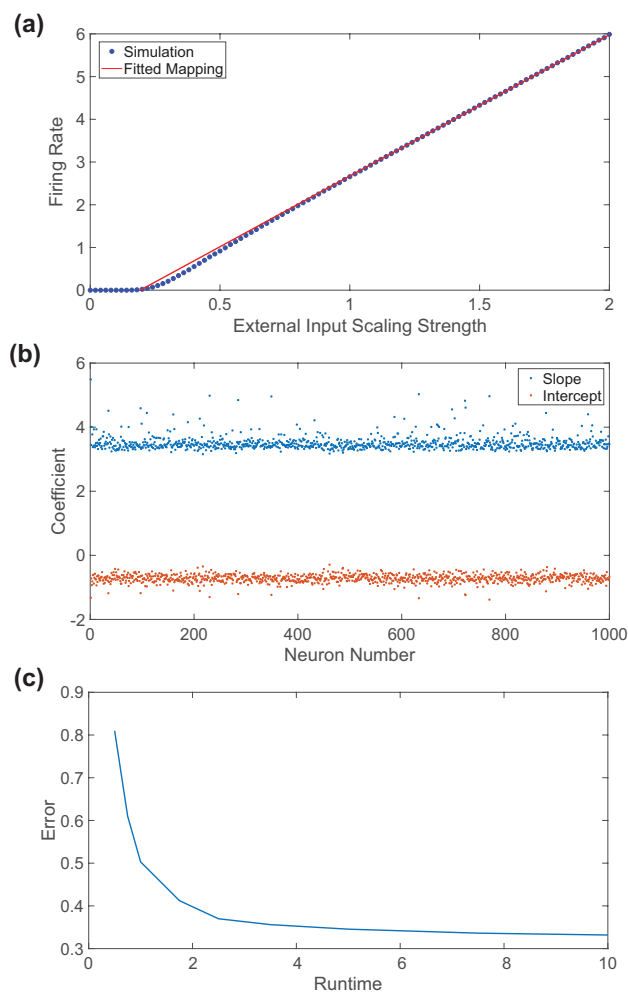 (a)
6
5
4
3
2
1
0
Firing Rate
Simulation
Fitted Mapping
0
0.5
1
1.5
2
External Input Scaling Strength
(b)
6
4
2
0
-2
Coefficient
Slope
Intercept
0
200
400
600
800
1000
Neuron Number
(c)
0.9
0.8
0.7
0.6
0.5
0.4
0.3
Error
0
2
4
6
8
10
Runtime